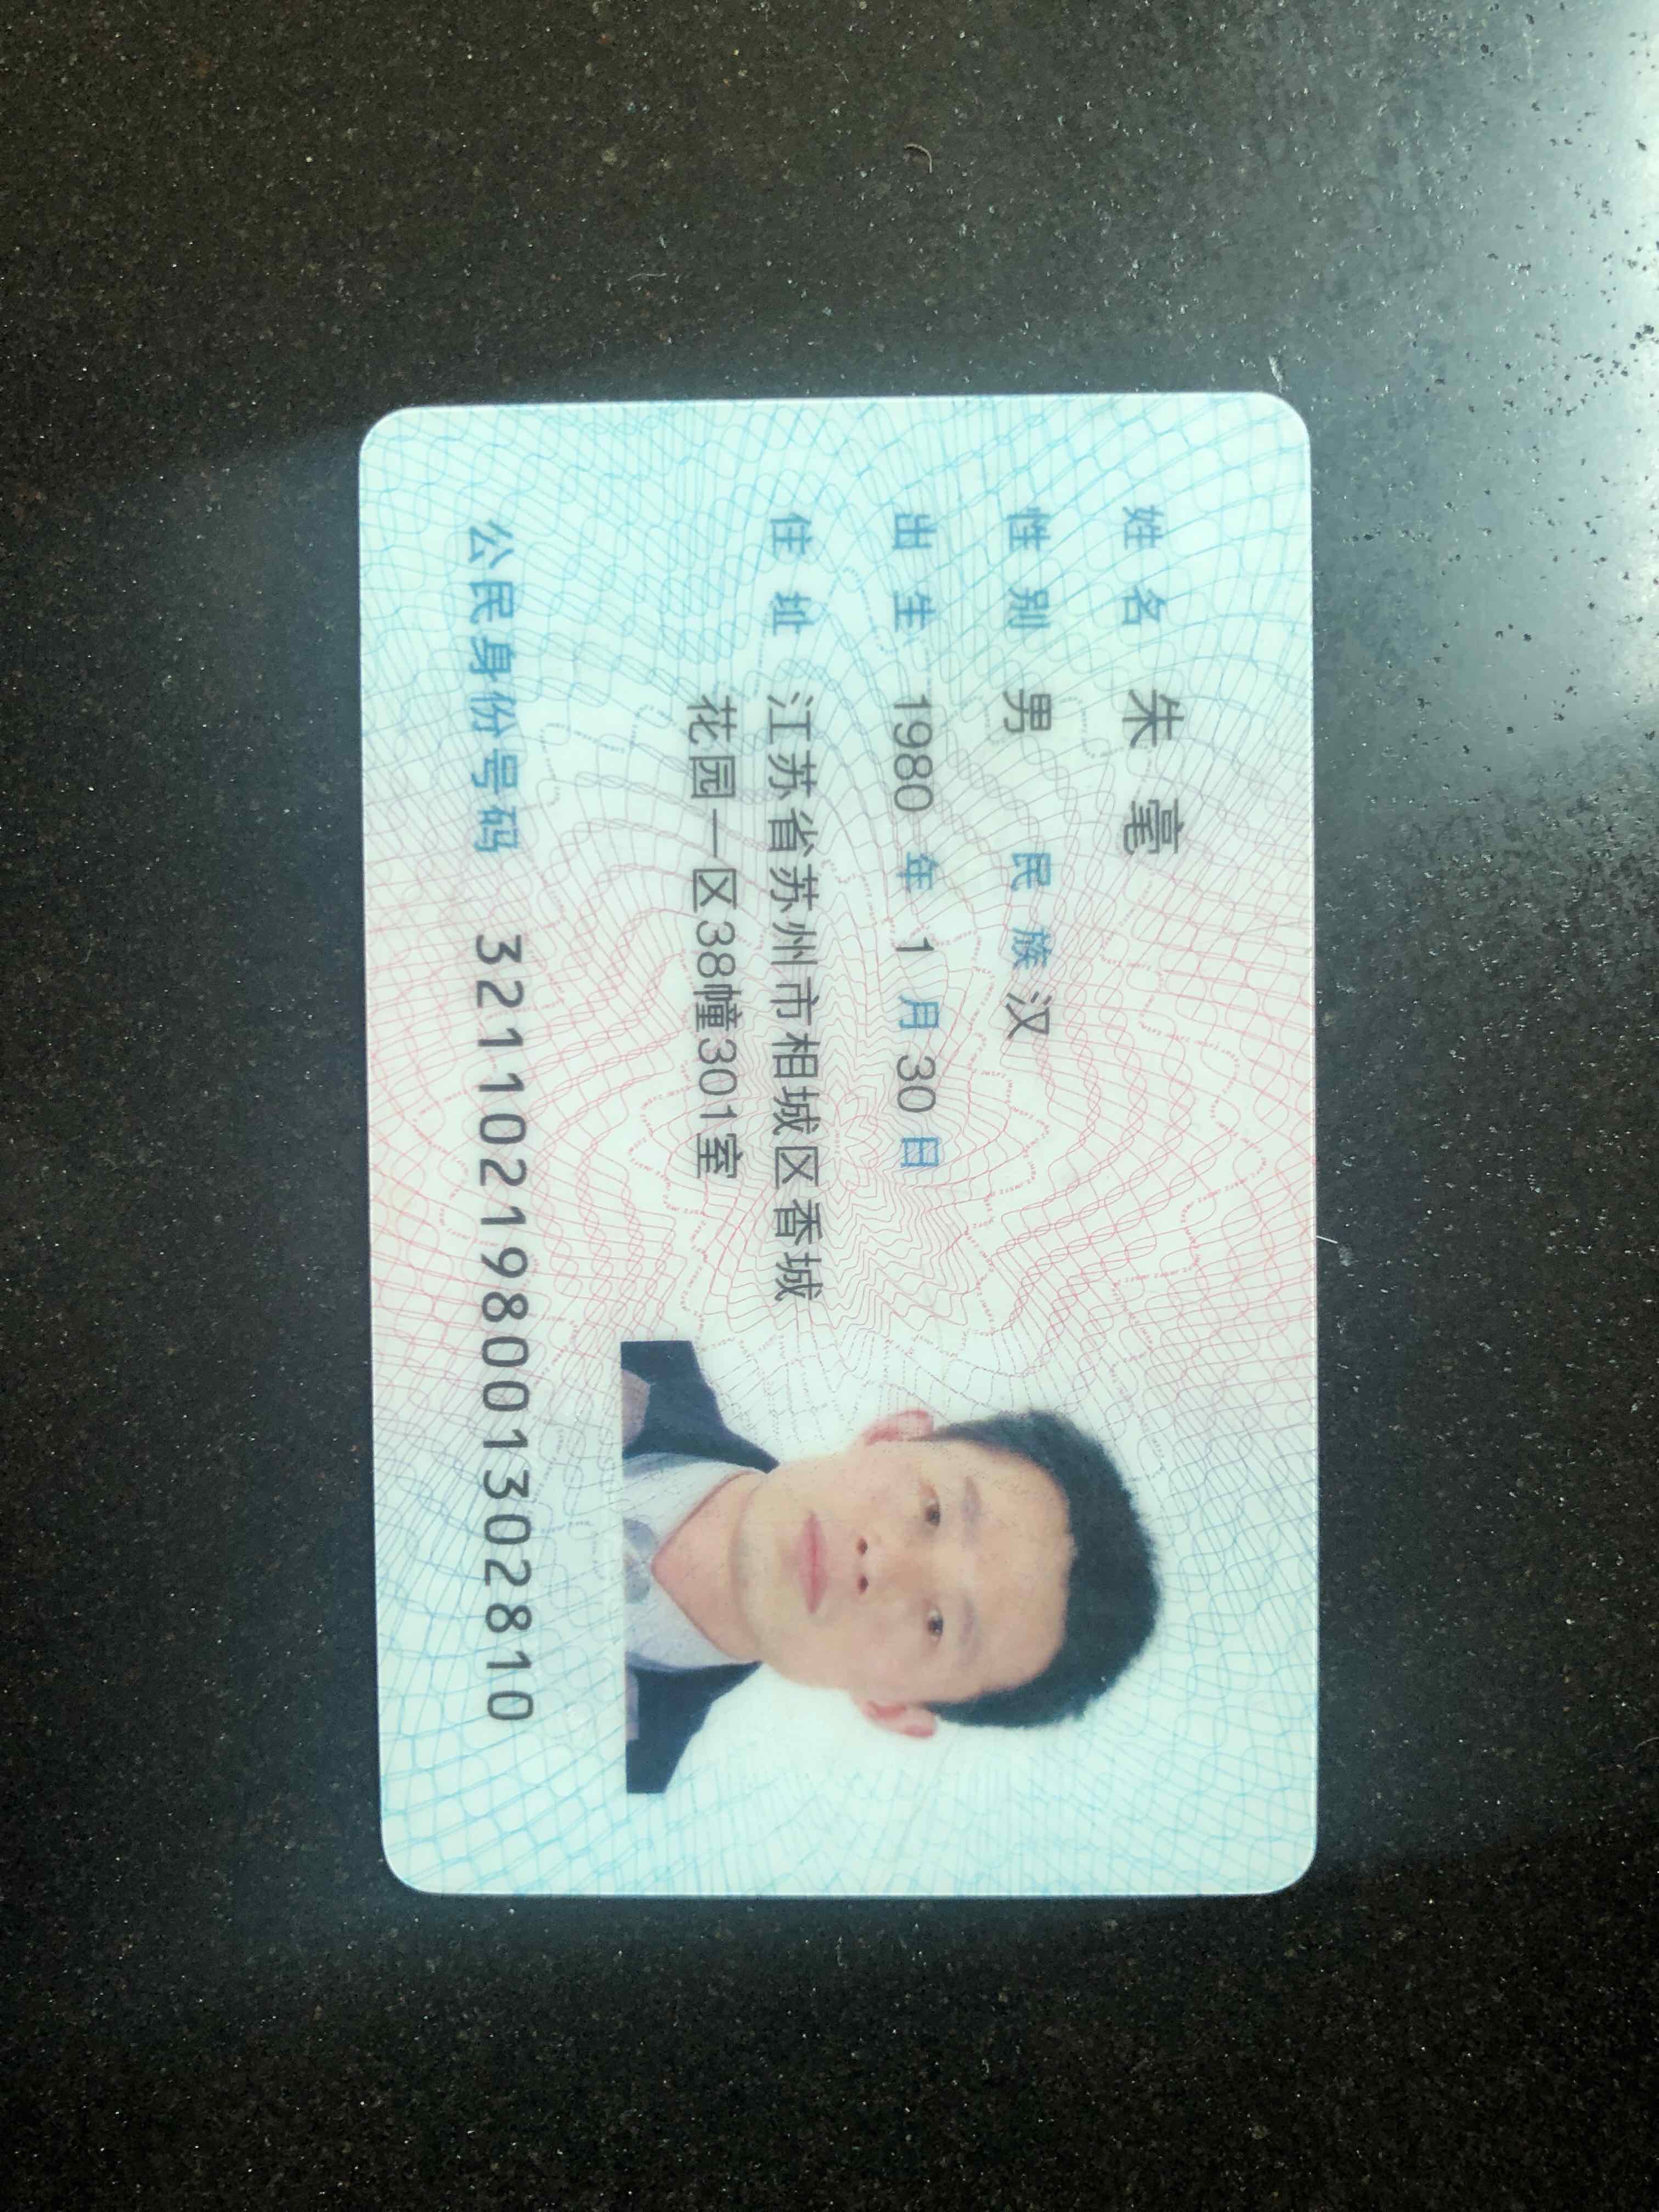 姓名 朱毫
性别 男 民族 汉
出生 1980 年 1 月 30 日
住址 江苏省苏州市相城区香城
花园一区38幢301室
公民身份号码 321102198001302810